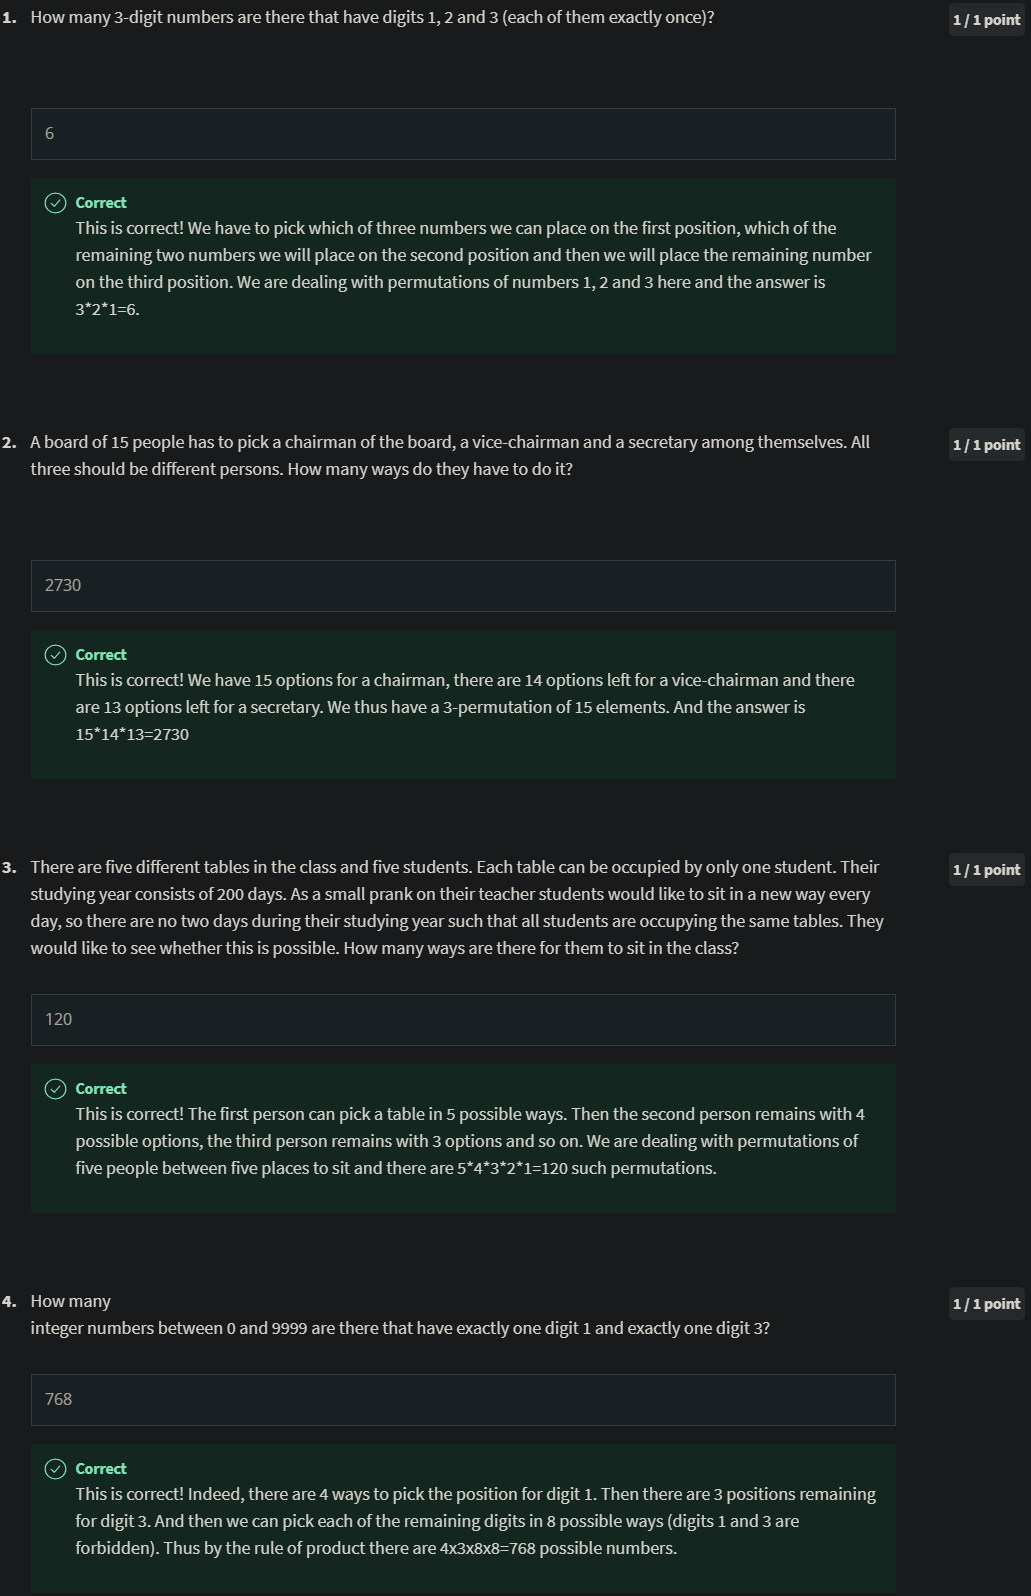 1. How many 3-digit numbers are there that have digits 1, 2 and 3 (each of them exactly once)?
1 / 1 point
6
Correct
This is correct! We have to pick which of three numbers we can place on the first position, which of the
remaining two numbers we will place on the second position and then we will place the remaining number
on the third position. We are dealing with permutations of numbers 1, 2 and 3 here and the answer is
3*2*1=6.
2. A board of 15 people has to pick a chairman of the board, a vice-chairman and a secretary among themselves. All
three should be different persons. How many ways do they have to do it?
1 / 1 point
2730
Correct
This is correct! We have 15 options for a chairman, there are 14 options left for a vice-chairman and there
are 13 options left for a secretary. We thus have a 3-permutation of 15 elements. And the answer is
15*14*13=2730
3. There are five different tables in the class and five students. Each table can be occupied by only one student. Their
studying year consists of 200 days. As a small prank on their teacher students would like to sit in a new way every
day, so there are no two days during their studying year such that all students are occupying the same tables. They
would like to see whether this is possible. How many ways are there for them to sit in the class?
1 / 1 point
120
Correct
This is correct! The first person can pick a table in 5 possible ways. Then the second person remains with 4
possible options, the third person remains with 3 options and so on. We are dealing with permutations of
five people between five places to sit and there are 5*4*3*2*1=120 such permutations.
4. How many
integer numbers between 0 and 9999 are there that have exactly one digit 1 and exactly one digit 3?
1 / 1 point
768
Correct
This is correct! Indeed, there are 4 ways to pick the position for digit 1. Then there are 3 positions remaining
for digit 3. And then we can pick each of the remaining digits in 8 possible ways (digits 1 and 3 are
forbidden). Thus by the rule of product there are 4x3x8x8=768 possible numbers.